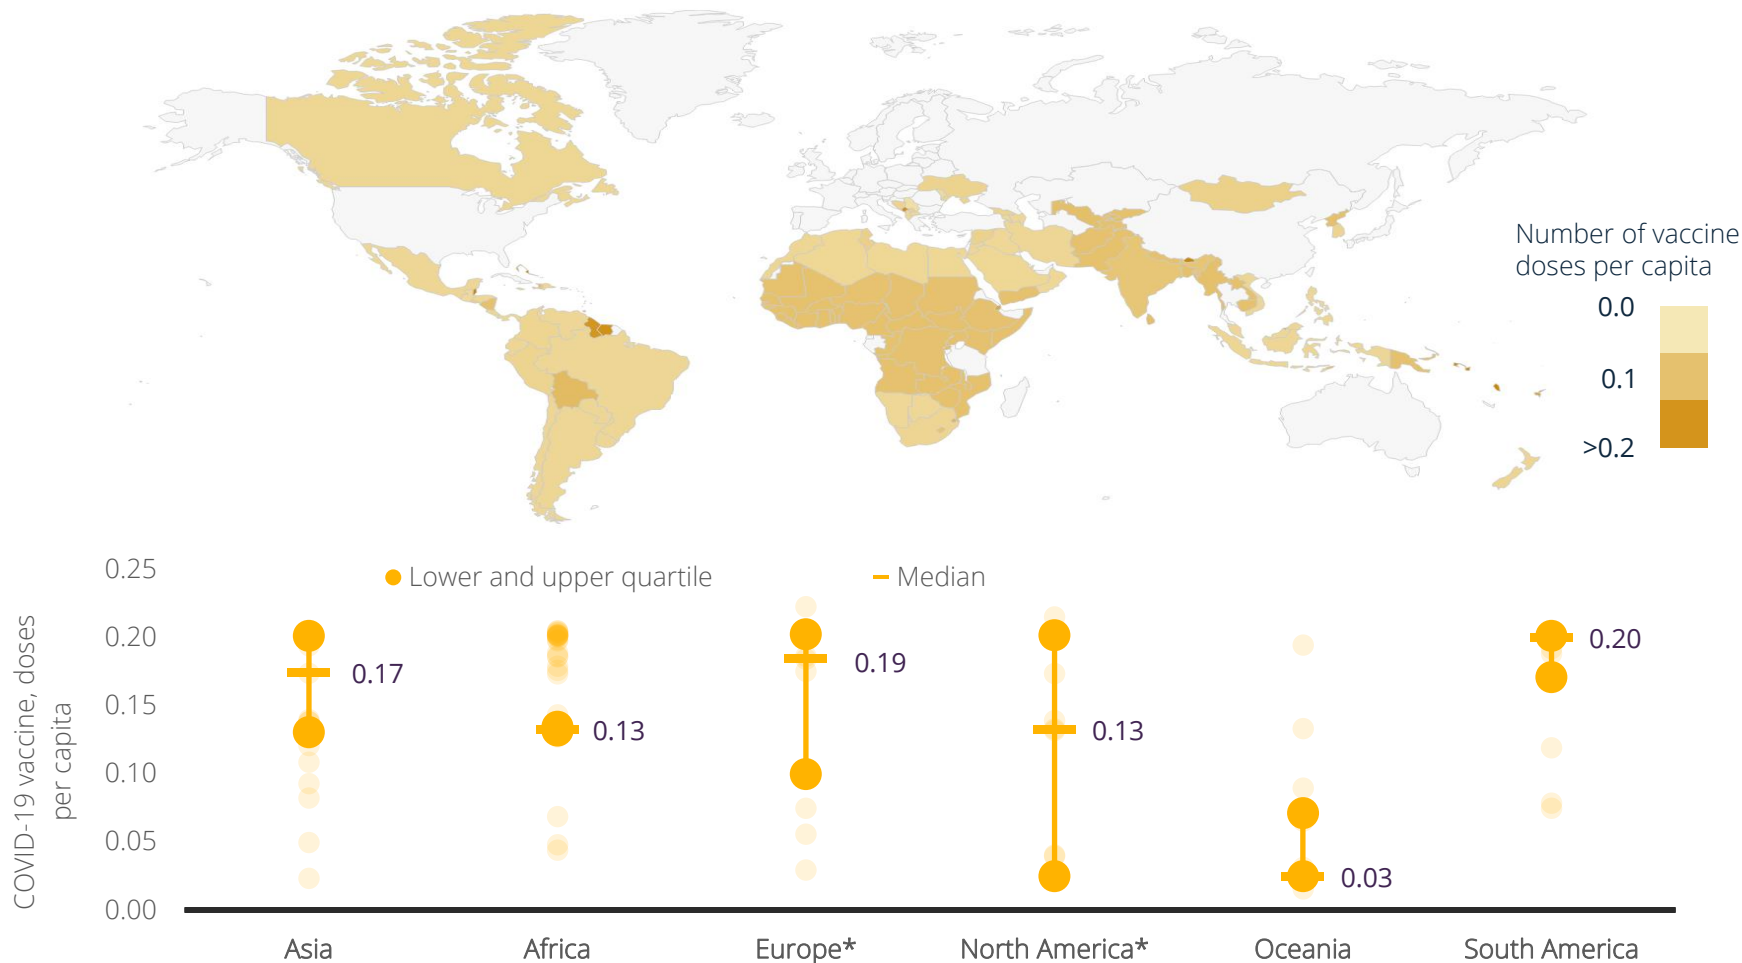 Number of vaccine
doses per capita
0.0
0.1
>0.2
0.25
0.20
0.15
0.10
0.05
0.00
COVID-19 vaccine, doses
per capita
Lower and upper quartile
Median
0.17
0.13
0.19
0.13
0.03
0.20
Asia
Africa
Europe*
North America*
Oceania
South America